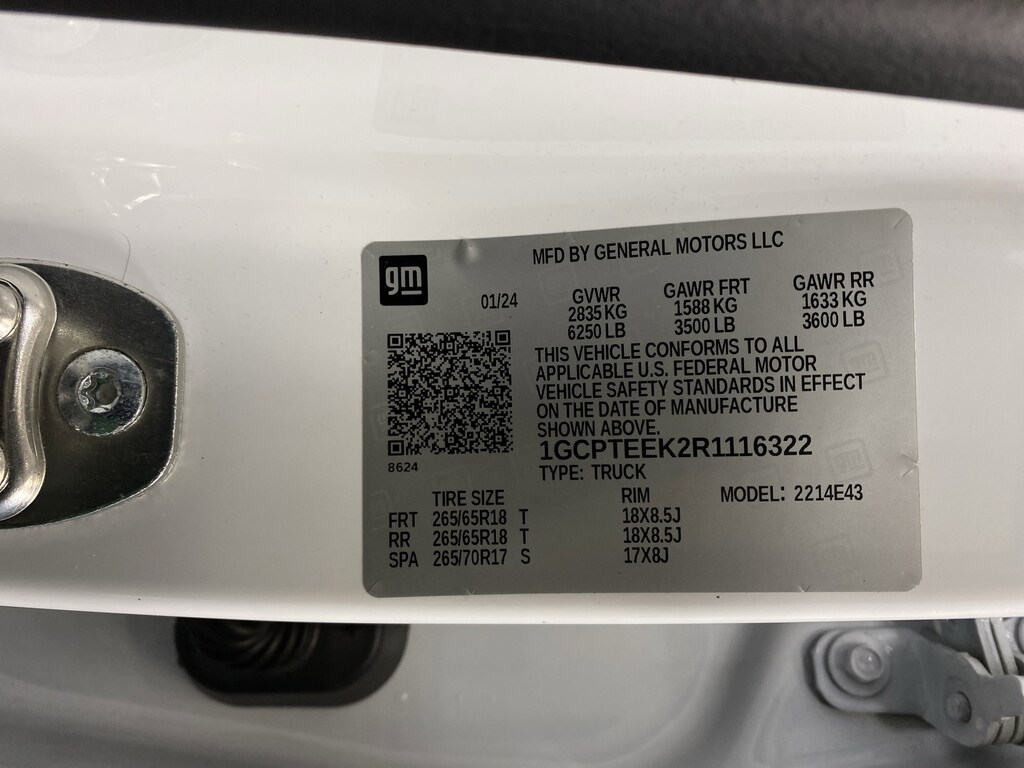 MFD BY GENERAL MOTORS LLC
gm
01/24
GVWR
2835 KG
6250 LB
GAWR FRT
1588 KG
3500 LB
GAWR RR
1633 KG
3600 LB
THIS VEHICLE CONFORMS TO ALL
APPLICABLE U.S. FEDERAL MOTOR
VEHICLE SAFETY STANDARDS IN EFFECT
ON THE DATE OF MANUFACTURE
SHOWN ABOVE.
1GCPTEEK2R1116322
8624
TYPE: TRUCK
TIRE SIZE RIM MODEL: 2214E43
FRT 265/65R18 T 18X8.5J
RR 265/65R18 T 18X8.5J
SPA 265/70R17 S 17X8J